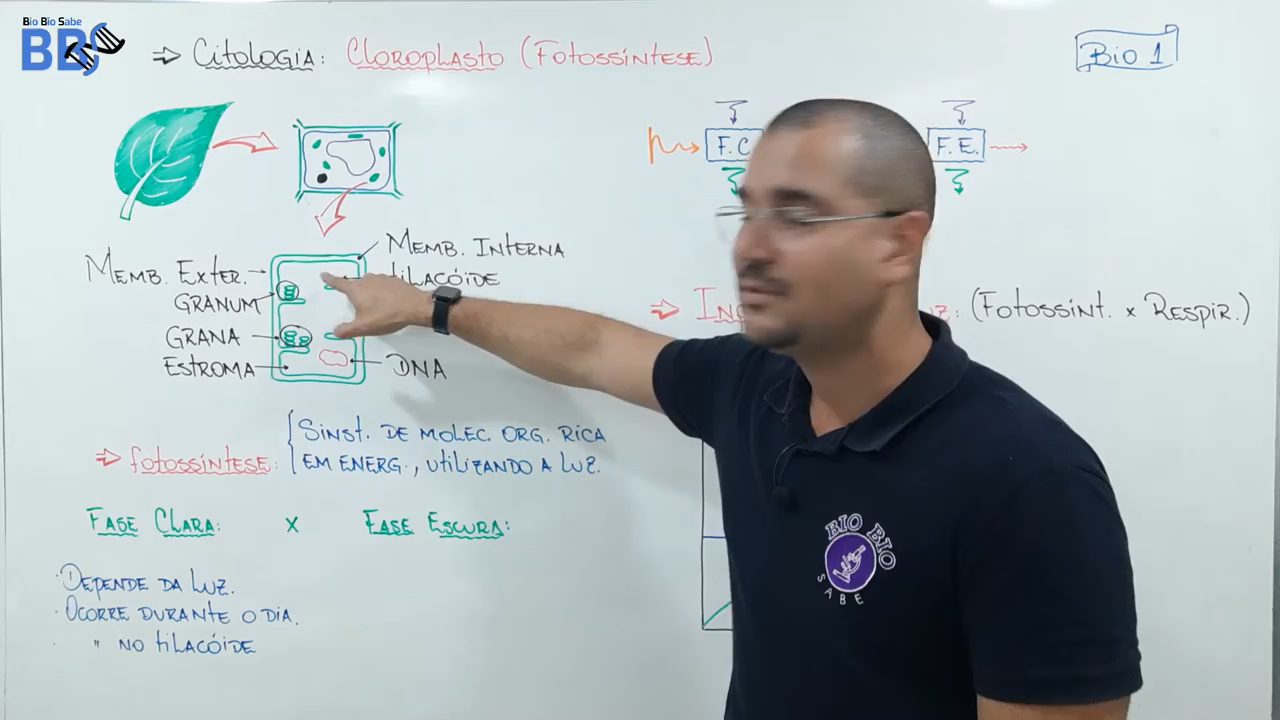 Bio Bio Sabe
BBS
⇒ Citologia: Cloroplasto (Fotossíntese)
Bio 1
F.C
F.E.
Memb. Exter.
Memb. Interna
tilacóide
Granum
Grana
Estroma
DNA
(Fotossint. x Respir.)
⇒ fotossíntese:
Sinst. de molec. org. rica
em energ., utilizando a luz.
Fase Clara: x Fase Escura:
· Depende da luz.
· Ocorre durante o dia.
· " no tilacóide
BIO BIO
SABE